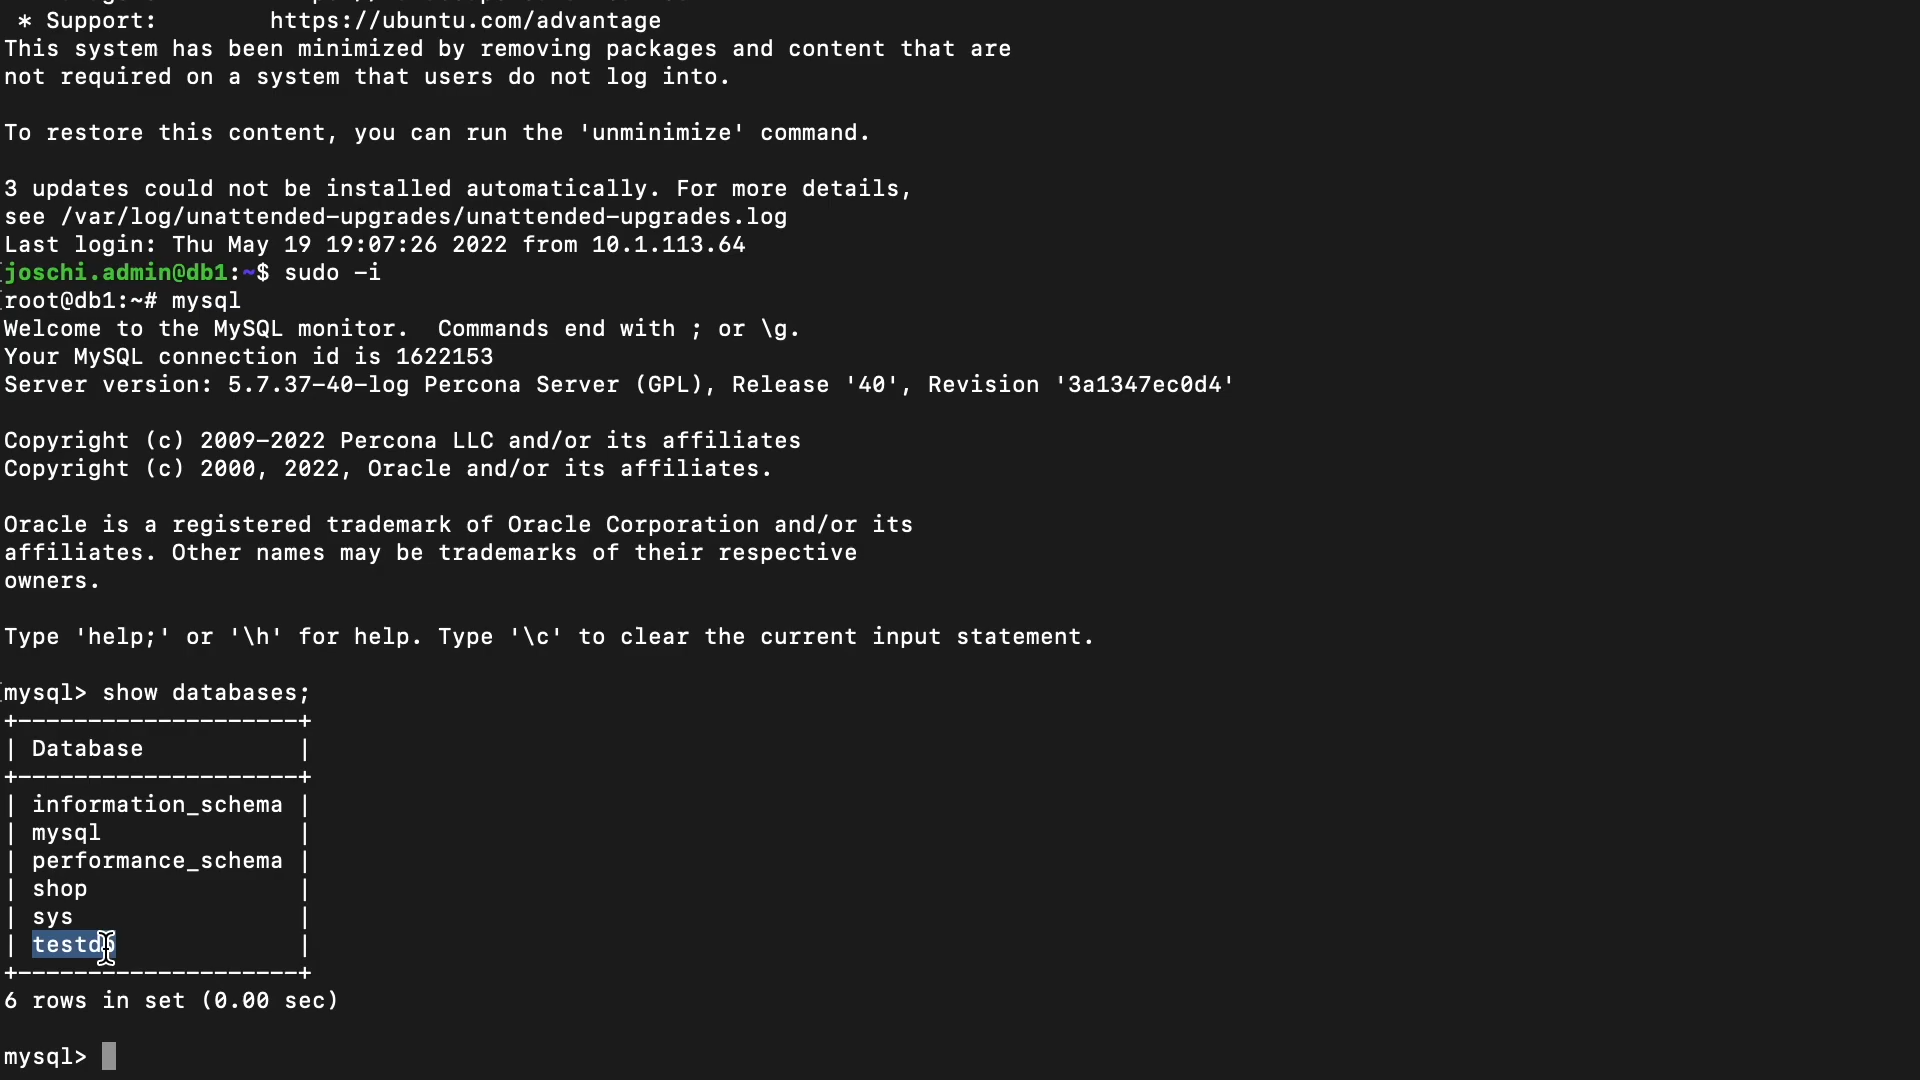 * Support:        https://ubuntu.com/advantage
This system has been minimized by removing packages and content that are
not required on a system that users do not log into.
To restore this content, you can run the 'unminimize' command.
3 updates could not be installed automatically. For more details,
see /var/log/unattended-upgrades/unattended-upgrades.log
Last login: Thu May 19 19:07:26 2022 from 10.1.113.64
joschi.admin@db1:~$ sudo -i
root@db1:~# mysql
Welcome to the MySQL monitor.  Commands end with ; or \g.
Your MySQL connection id is 1622153
Server version: 5.7.37-40-log Percona Server (GPL), Release '40', Revision '3a1347ec0d4'
Copyright (c) 2009-2022 Percona LLC and/or its affiliates
Copyright (c) 2000, 2022, Oracle and/or its affiliates.
Oracle is a registered trademark of Oracle Corporation and/or its
affiliates. Other names may be trademarks of their respective
owners.
Type 'help;' or '\h' for help. Type '\c' to clear the current input statement.
mysql> show databases;
+--------------------+
| Database           |
+--------------------+
| information_schema |
| mysql              |
| performance_schema |
| shop               |
| sys                |
| testdb             |
+--------------------+
6 rows in set (0.00 sec)
mysql>